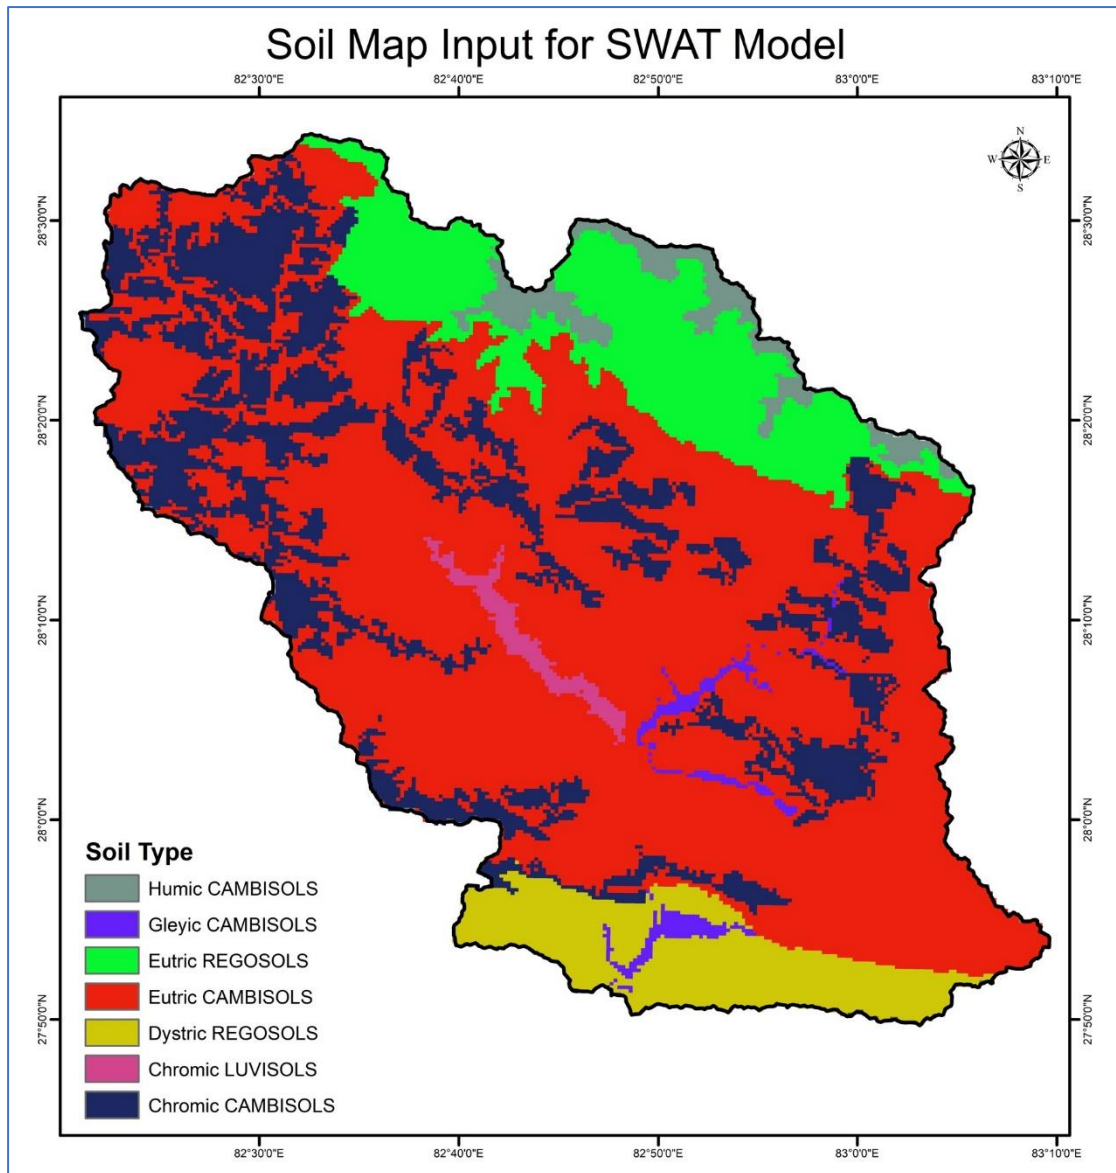 Soil Map Input for SWAT Model
82°30'0"E
82°40'0"E
82°50'0"E
83°0'0"E
83°10'0"E
N
W
E
S
28°30'0"N
28°30'0"N
28°20'0"N
28°20'0"N
28°10'0"N
28°10'0"N
28°0'0"N
28°0'0"N
27°50'0"N
27°50'0"N
Soil Type
Humic CAMBISOLS
Gleyic CAMBISOLS
Eutric REGOSOLS
Eutric CAMBISOLS
Dystric REGOSOLS
Chromic LUVISOLS
Chromic CAMBISOLS
82°30'0"E
82°40'0"E
82°50'0"E
83°0'0"E
83°10'0"E